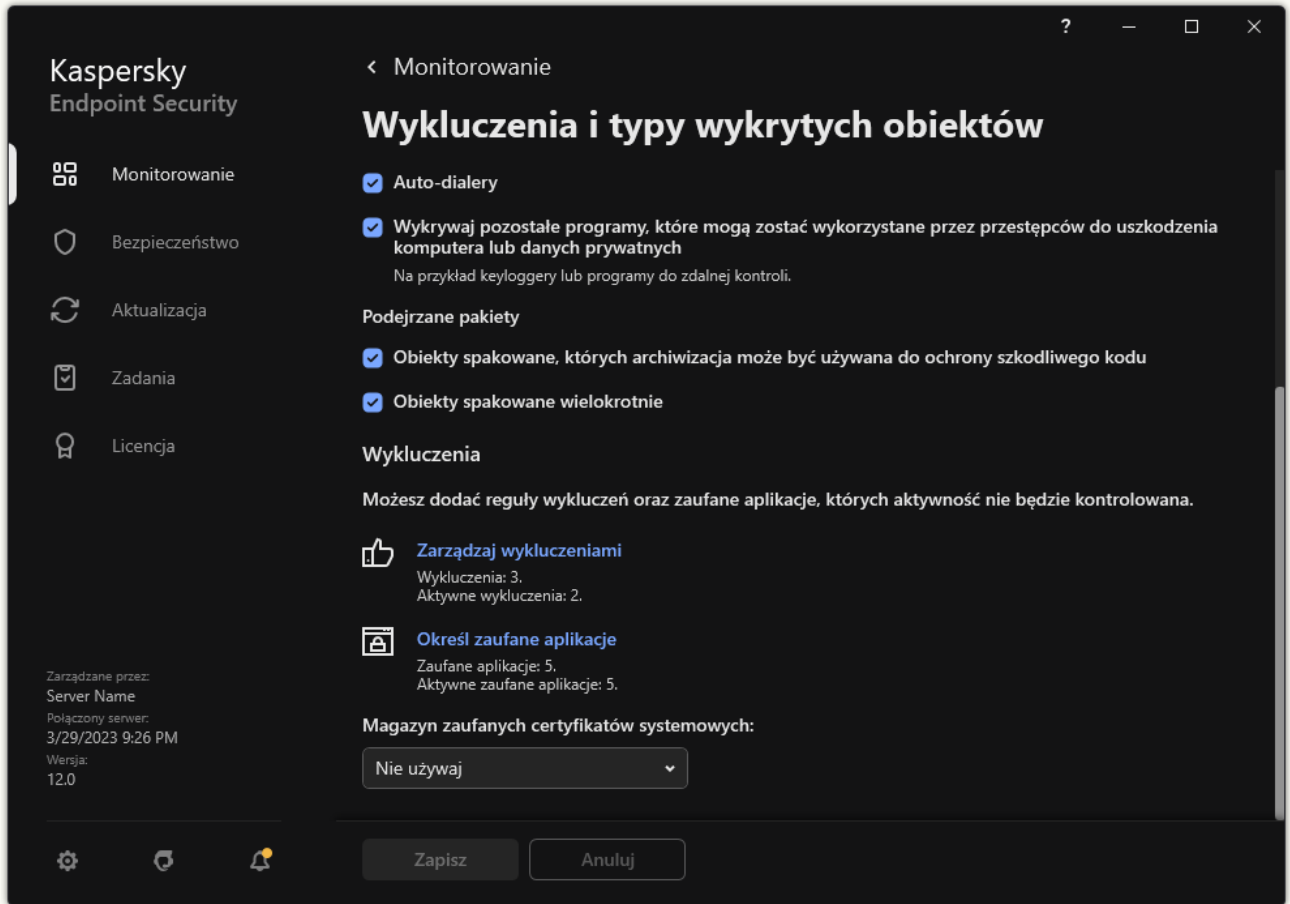 ?
Kaspersky
Endpoint Security
Monitorowanie
Bezpieczeństwo
Aktualizacja
Zadania
Licencja
Zarządzane przez:
Server Name
Połączony serwer:
3/29/2023 9:26 PM
Wersja:
12.0
Monitorowanie
Wykluczenia i typy wykrytych obiektów
Auto-dialery
Wykrywaj pozostałe programy, które mogą zostać wykorzystane przez przestępców do uszkodzenia
komputera lub danych prywatnych
Na przykład keyloggery lub programy do zdalnej kontroli.
Podejrzane pakiety
Obiekty spakowane, których archiwizacja może być używana do ochrony szkodliwego kodu
Obiekty spakowane wielokrotnie
Wykluczenia
Możesz dodać reguły wykluczeń oraz zaufane aplikacje, których aktywność nie będzie kontrolowana.
Zarządzaj wykluczeniami
Wykluczenia: 3.
Aktywne wykluczenia: 2.
Określ zaufane aplikacje
Zaufane aplikacje: 5.
Aktywne zaufane aplikacje: 5.
Magazyn zaufanych certyfikatów systemowych:
Nie używaj
Zapisz
Anuluj